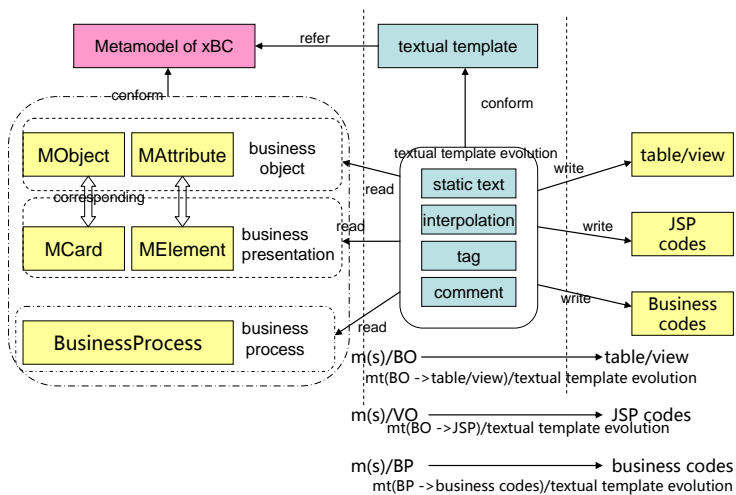 Metamodel of xBC
refer
textual template
conform
conform
textual template evolution
MObject
MAttribute
business
object
read
write
table/view
static text
corresponding
interpolation
MCard
MElement
business
presentation
read
write
JSP
codes
tag
comment
write
Business
codes
BusinessProcess
business
process
read
m(s)/BO
table/view
mt(BO ->table/view)/textual template evolution
m(s)/VO
JSP codes
mt(BO ->JSP)/textual template evolution
m(s)/BP
business codes
mt(BP ->business codes)/textual template evolution